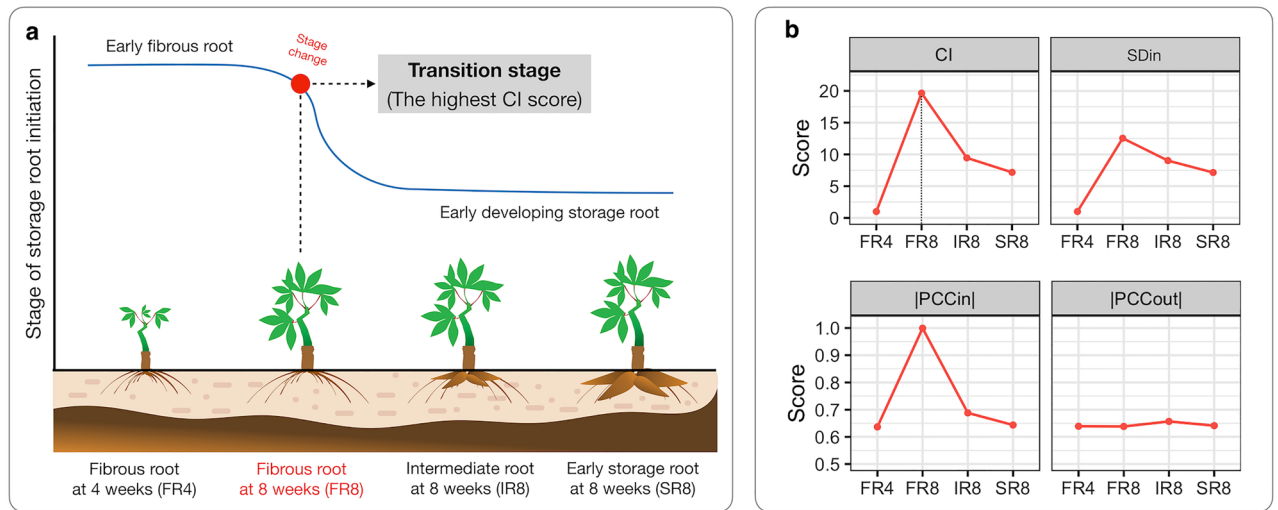 a
Stage of storage root initiation
Early fibrous root
Stage
change
Transition stage
(The highest CI score)
Early developing storage root
Fibrous root
at 4 weeks (FR4)
Fibrous root
at 8 weeks (FR8)
Intermediate root
at 8 weeks (IR8)
Early storage root
at 8 weeks (SR8)
b
CI
SDin
Score
20
15
10
5
0
FR4 FR8 IR8 SR8
FR4 FR8 IR8 SR8
|PCCin|
|PCCout|
Score
1.0
0.9
0.8
0.7
0.6
0.5
FR4 FR8 IR8 SR8
FR4 FR8 IR8 SR8